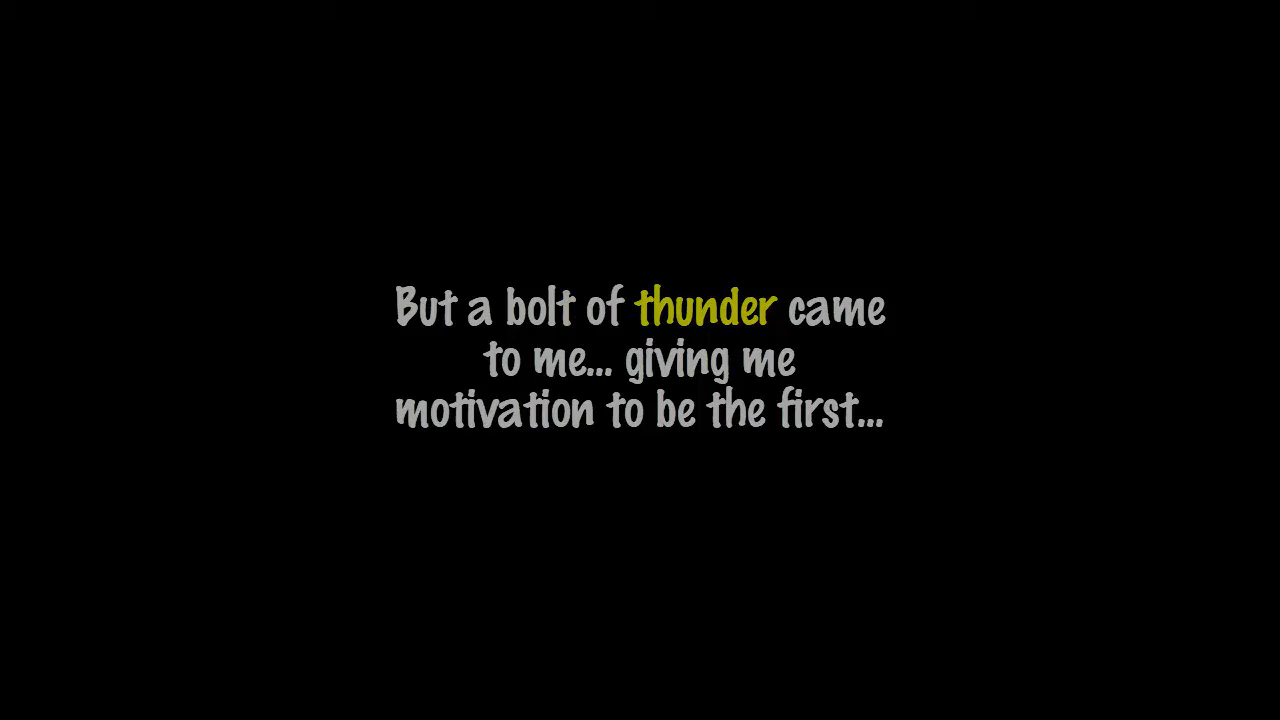 But a bolt of thunder came
to me... giving me
motivation to be the first...